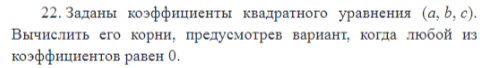 22. Заданы коэффициенты квадратного уравнения (a, b, c).
Вычислить его корни, предусмотрев вариант, когда любой из
коэффициентов равен 0.